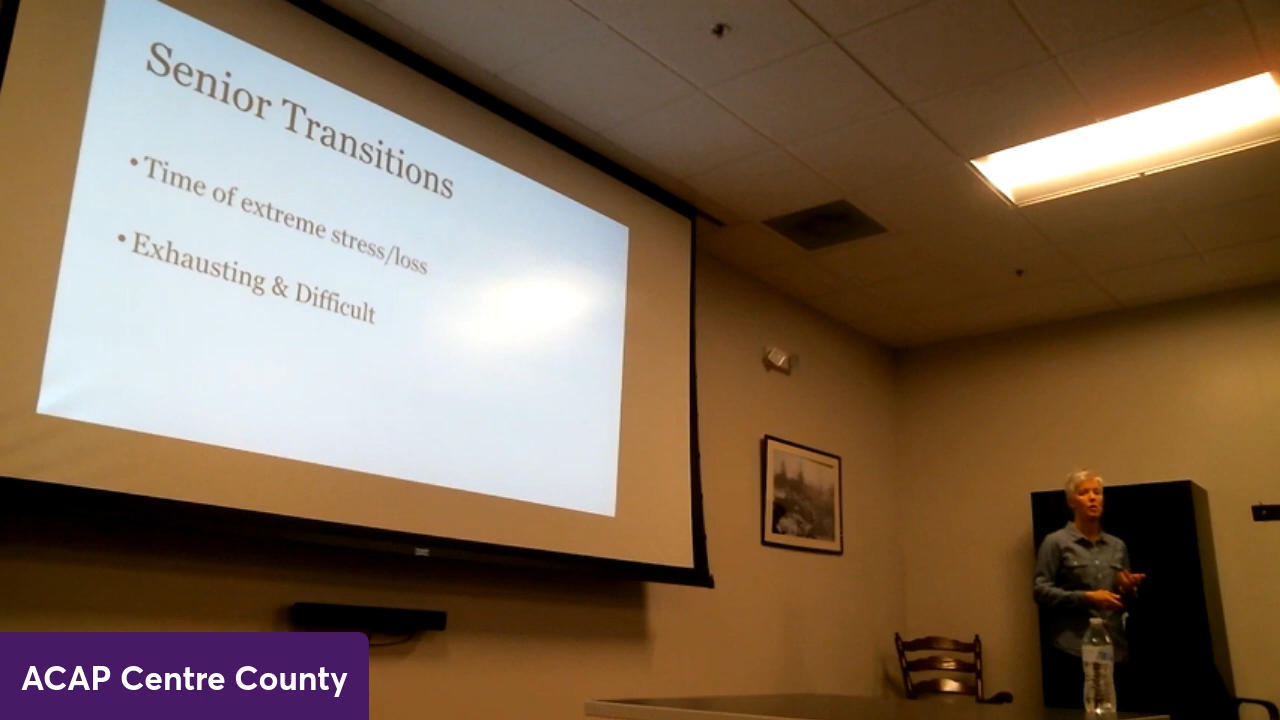 Senior Transitions
• Time of extreme stress/loss
• Exhausting & Difficult
ACAP Centre County